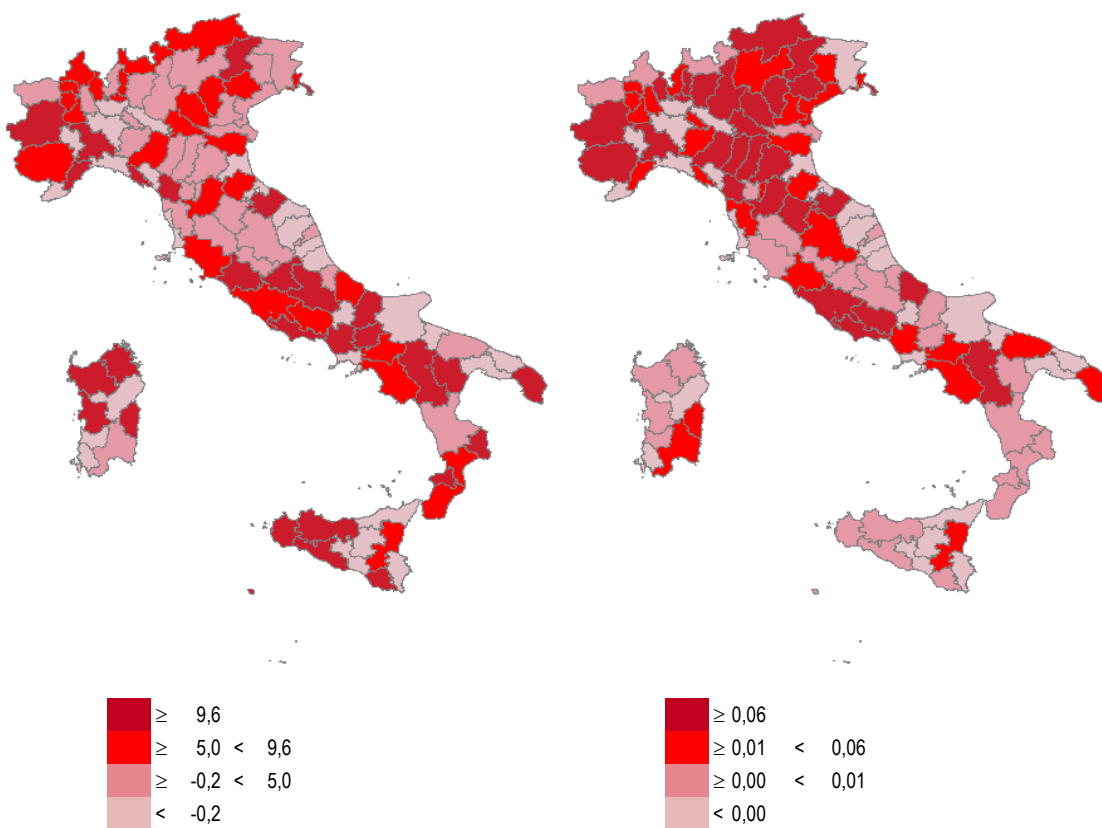 ≥ 9,6
≥ 5,0 < 9,6
≥ -0,2 < 5,0
< -0,2
≥ 0,06
≥ 0,01 < 0,06
≥ 0,00 < 0,01
< 0,00